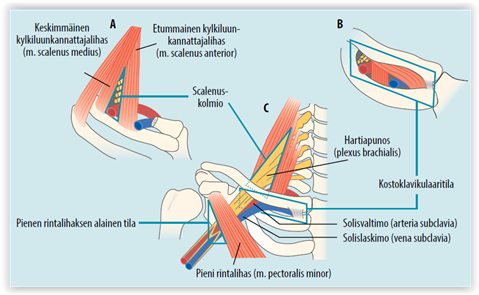 A
Keskimmäinen
kylkiluunkannattajalihas
(m. scalenus medius)
Etummainen kylkiluun-
kannattajalihas
(m. scalenus anterior)
B
Scalenus-
kolmio
C
Hartiapunos
(plexus brachialis)
Kostoklavikulaaritila
Pienen rintalihaksen alainen tila
Solisvaltimo (arteria subclavia)
Solislaskimo (vena subclavia)
Pieni rintalihas (m. pectoralis minor)